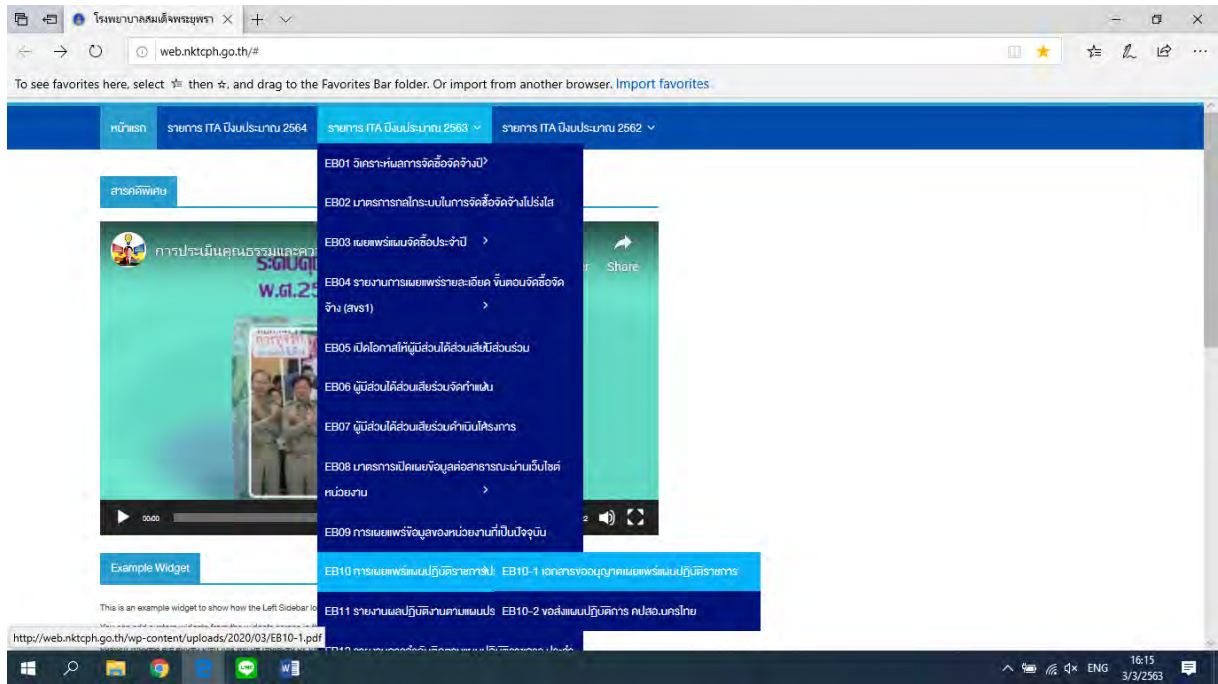 โรงพยาบาลสมเด็จพระยุพรา
web.nktcph.go.th/#
To see favorites here, select then, and drag to the Favorites Bar folder. Or import from another browser. Import favorites
หน้าแรก รายการ ITA ปีงบประมาณ 2564 รายการ ITA ปีงบประมาณ 2563 รายการ ITA ปีงบประมาณ 2562
EB01 วิเคราะห์ผลการจัดซื้อจัดจ้างปี
สารคดีพิเศษ
EB02 มาตรการกลไกระบบในการจัดซื้อจัดจ้างโปร่งใส
EB03 เผยแพร่แผนจัดซื้อประจำปี
การประเมินคุณธรรมและคว
Share
EB04 รายงานการเผยแพร่รายละเอียด ขั้นตอนจัดซื้อจัด
จ้าง (สขร1)
พ.ศ.25
EB05 เปิดโอกาสให้ผู้มีส่วนได้ส่วนเสียมีส่วนร่วม
EB06 ผู้มีส่วนได้ส่วนเสียร่วมจัดทำแผน
EB07 ผู้มีส่วนได้ส่วนเสียร่วมดำเนินโครงการ
EB08 มาตรการเปิดเผยข้อมูลต่อสาธารณะผ่านเว็บไซต์
หน่วยงาน
00:00
EB09 การเผยแพร่ข้อมูลของหน่วยงานที่เป็นปัจจุบัน
Example Widget
EB10 การเผยแพร่แผนปฏิบัติราชการ EB10-1 เอกสารขออนุญาตเผยแพร่แผนปฏิบัติราชการ
This is an example widget to show how the Left Sidebar lo
EB11 รายงานผลปฏิบัติงานตามแผนปร EB10-2 ขอส่งแผนปฏิบัติการ คปสอ.นครไทย
http://web.nktcph.go.th/wp-content/uploads/2020/03/EB10-1.pdf
ENG
16:15
3/3/2563